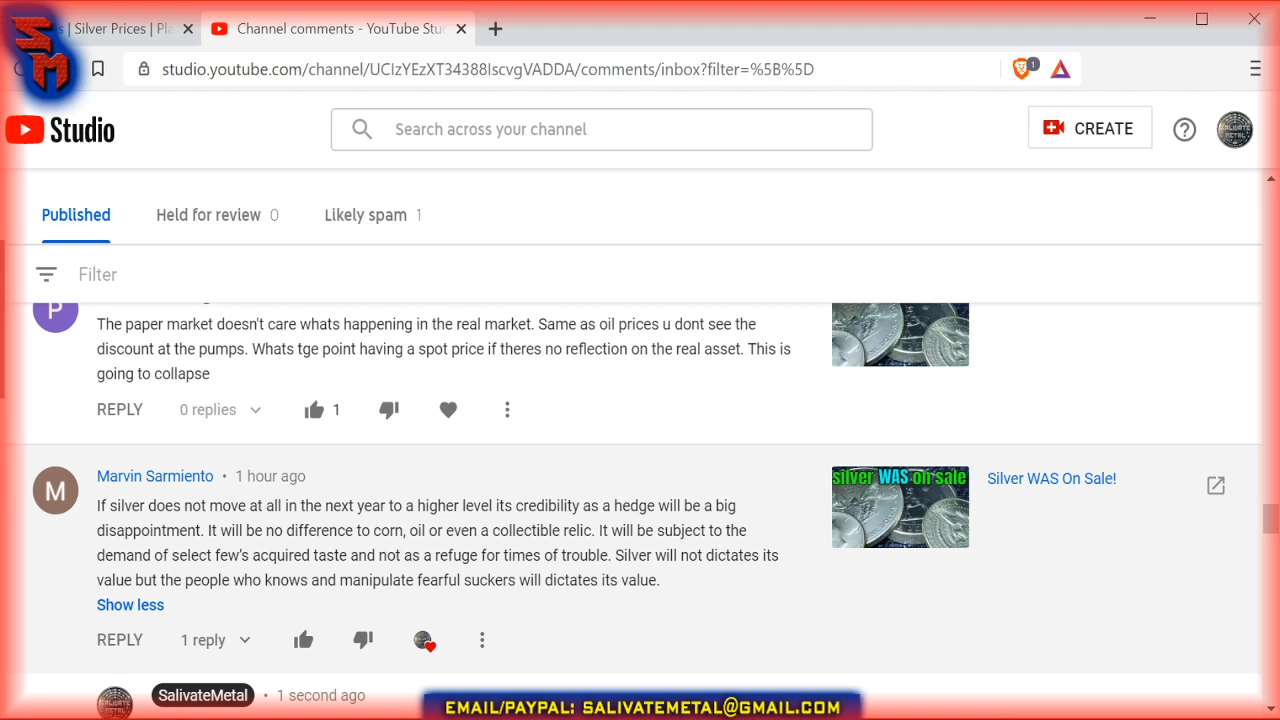 SM
| Silver Prices | Pla
Channel comments - YouTube Stu
studio.youtube.com/channel/UCIzYEzXT34388IscvgVADDA/comments/inbox?filter=%5B%5D
1
Studio
Search across your channel
CREATE
Published
Held for review 0
Likely spam 1
Filter
P
The paper market doesn't care whats happening in the real market. Same as oil prices u dont see the
discount at the pumps. Whats tge point having a spot price if theres no reflection on the real asset. This is
going to collapse
REPLY
0 replies
1
M
Marvin Sarmiento • 1 hour ago
silver WAS on sale
Silver WAS On Sale!
If silver does not move at all in the next year to a higher level its credibility as a hedge will be a big
disappointment. It will be no difference to corn, oil or even a collectible relic. It will be subject to the
demand of select few's acquired taste and not as a refuge for times of trouble. Silver will not dictates its
value but the people who knows and manipulate fearful suckers will dictates its value.
Show less
REPLY
1 reply
SalivateMetal • 1 second ago
EMAIL/PAYPAL: SALIVATEMETAL@GMAIL.COM